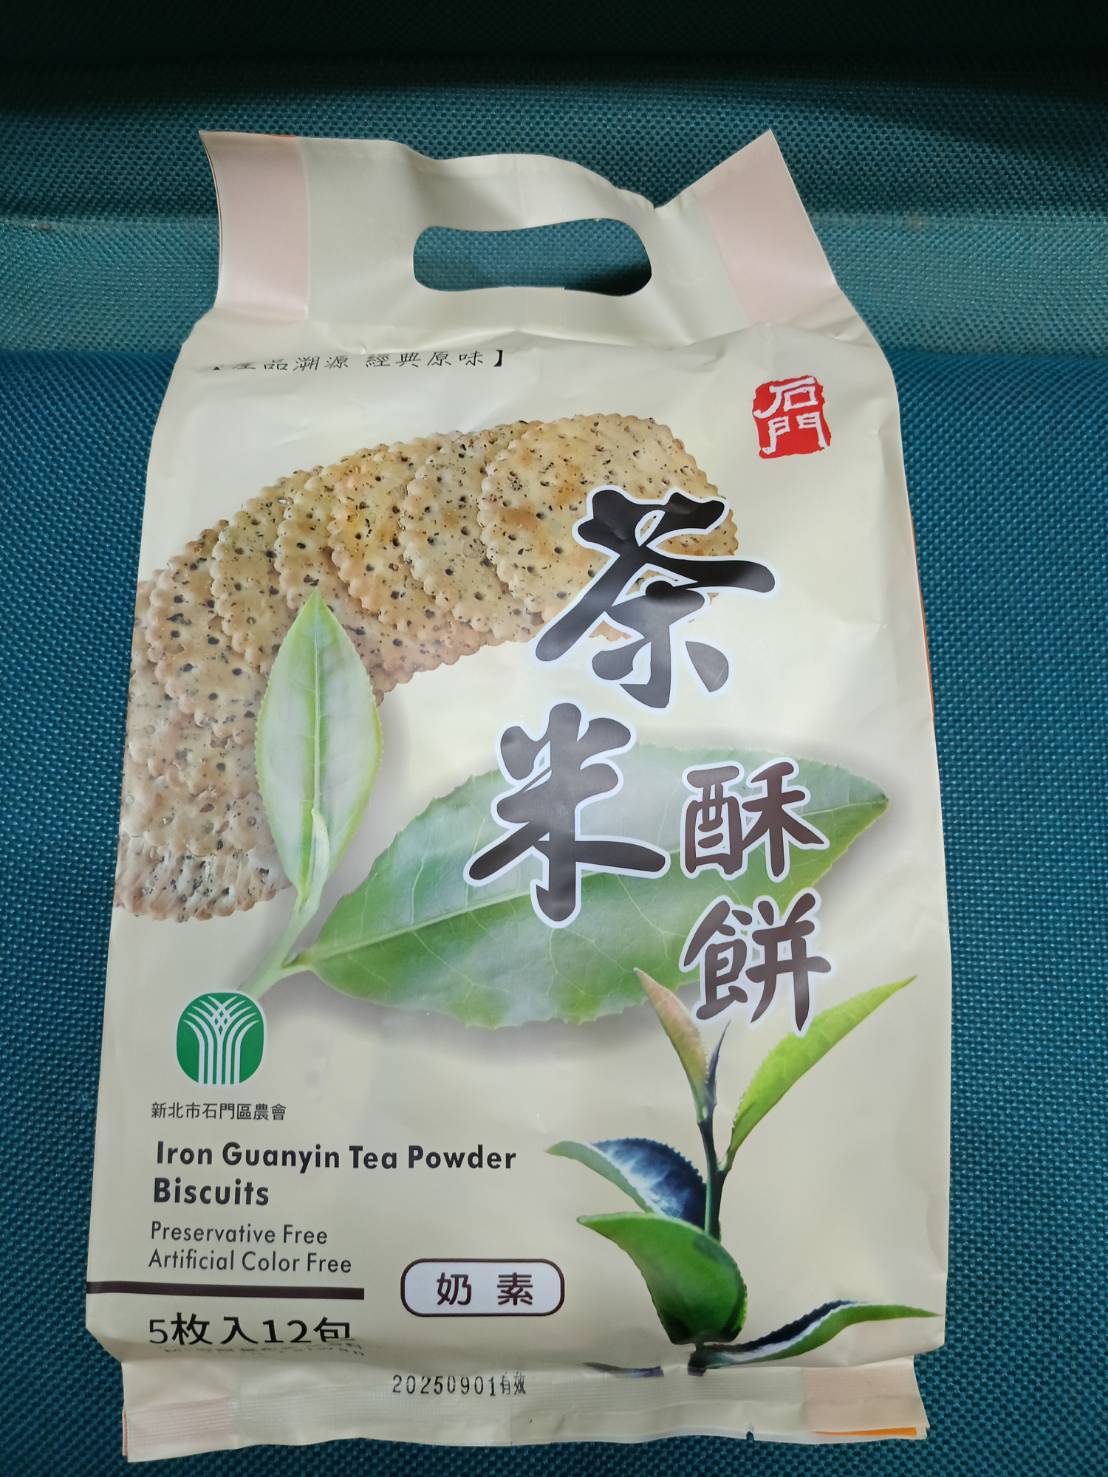 【產品溯源 經典原味】
石門
茶米
酥餅
新北市石門區農會
Iron Guanyin Tea Powder
Biscuits
Preservative Free
Artificial Color Free
奶素
5枚入12包
20250901有效